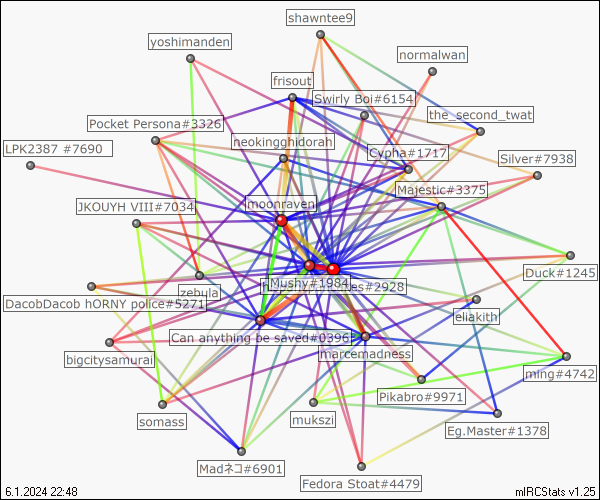 shawntee9
yoshimanden
normalwan
frisout
Swirly Boi#6154
the_second_twat
Pocket Persona#3326
neokingghidorah
LPK2387 #7690
Cypha#1717
Silver#7938
Majestic#3375
JKOUYH VIII#7034
moonraven
Duck#1245
zebula
Mushy#1984
es#2928
DacobDacob hORNY police#5271
eliakith
Can anything be saved#0396
marcemadness
bigcitysamurai
ming#4742
Pikabro#9971
somass
mukszi
Eg.Master#1378
Madネコ#6901
Fedora Stoat#4479
6.1.2024 22:48
mIRCStats v1.25